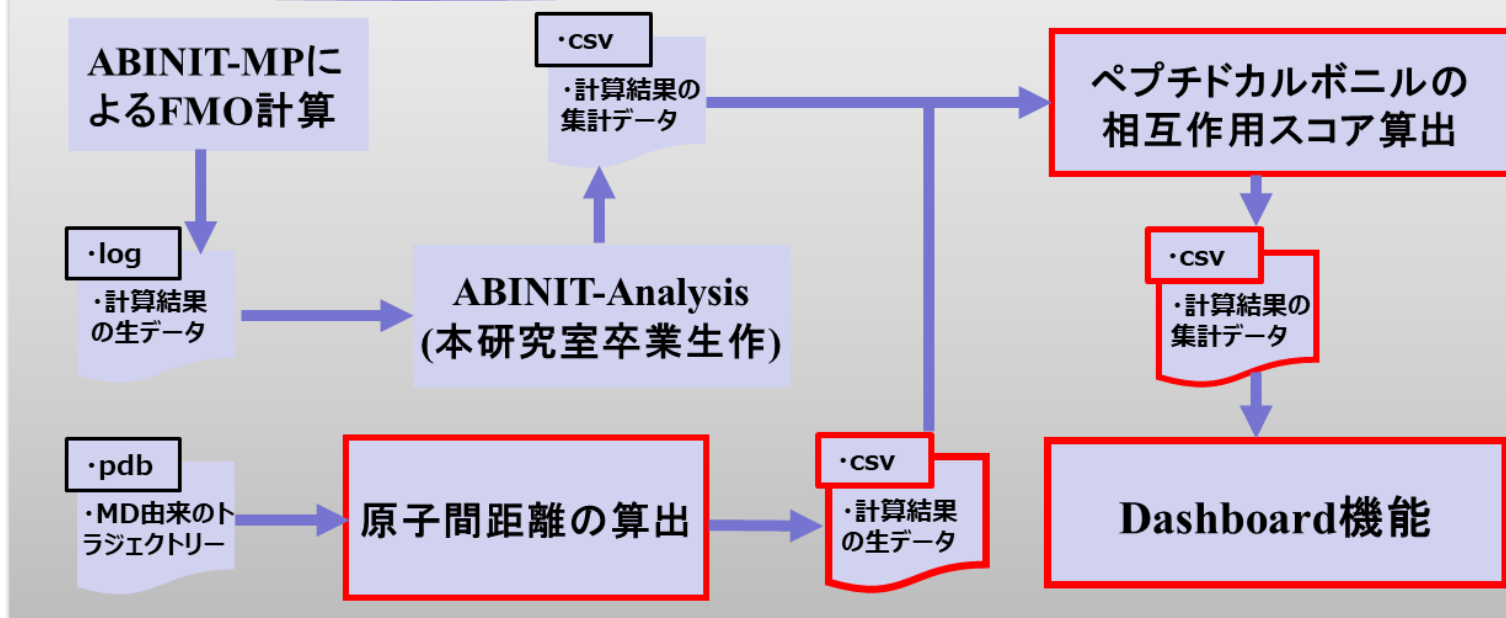 ABINIT-MPに
よるFMO計算
・log
・計算結果
の生データ
ABINIT-Analysis
(本研究室卒業生作)
・csv
・計算結果の
集計データ
・pdb
・MD由来のト
ラジェクトリー
原子間距離の算出
・csv
・計算結果
の生データ
ペプチドカルボニルの
相互作用スコア算出
・csv
・計算結果の
集計データ
Dashboard機能